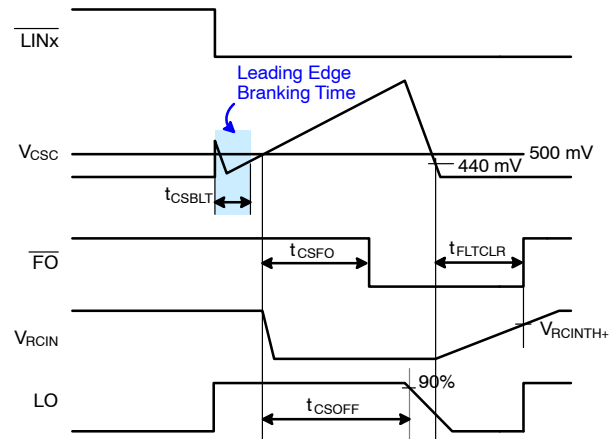 LINx
Leading Edge
Branking Time
VCSC
500 mV
440 mV
tCSBLT
FO
tCSFO
tFLTCLR
VRCIN
VRCINTH+
LO
90%
tCSOFF